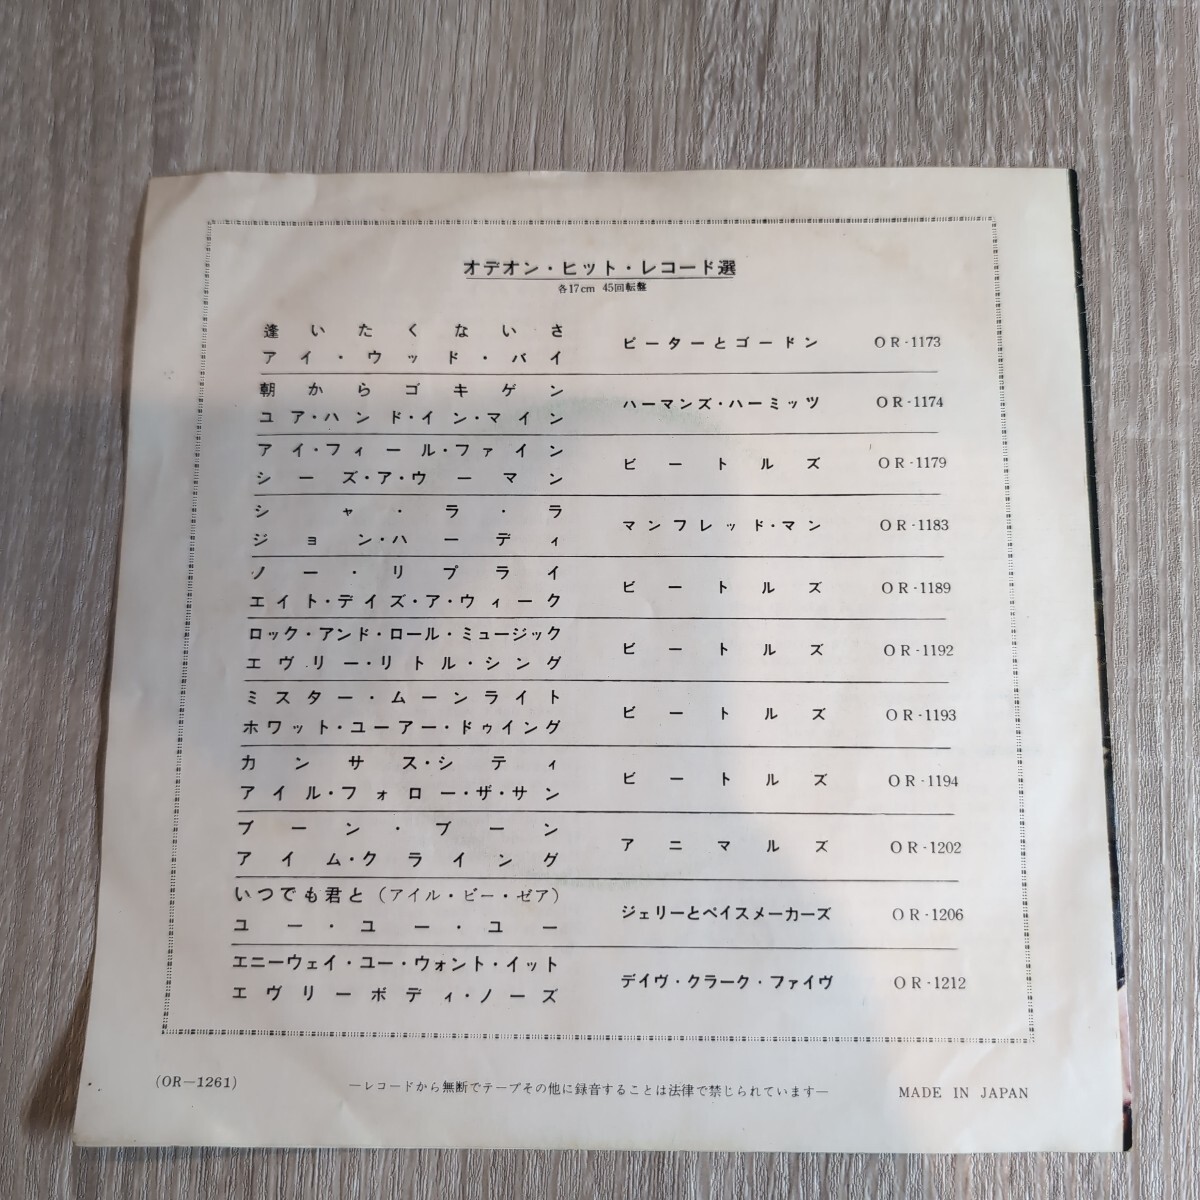 オデオン・ヒット・レコード選
各17cm 45回転盤
逢いたくないさ
アイ・ウッド・バイ
ピーターとゴードン OR-1173
朝からゴキゲン
ユア・ハンド・イン・マイン
ハーマンズ・ハーミッツ OR-1174
アイ・フィール・ファイン
シーズ・ア・ウーマン
ビートルズ OR-1179
シャ・ラ・ラ
ジョン・ハーディ
マンフレッド・マン OR-1183
ノー・リプライ
エイト・デイズ・ア・ウィーク
ビートルズ OR-1189
ロック・アンド・ロール・ミュージック
エヴリー・リトル・シング
ビートルズ OR-1192
ミスター・ムーンライト
ホワット・ユーアー・ドゥイング
ビートルズ OR-1193
カンサス・シティ
アイル・フォロー・ザ・サン
ビートルズ OR-1194
ブーン・ブーン
アイム・クライング
アニマルズ OR-1202
いつでも君と(アイル・ビー・ゼア)
ユー・ユー・ユー
ジェリーとペイスメーカーズ OR-1206
エニーウェイ・ユー・ウォント・イット
エヴリーボディ・ノーズ
デイヴ・クラーク・ファイヴ OR-1212
(OR-1261)
―レコードから無断でテープその他に録音することは法律で禁じられています―
MADE IN JAPAN